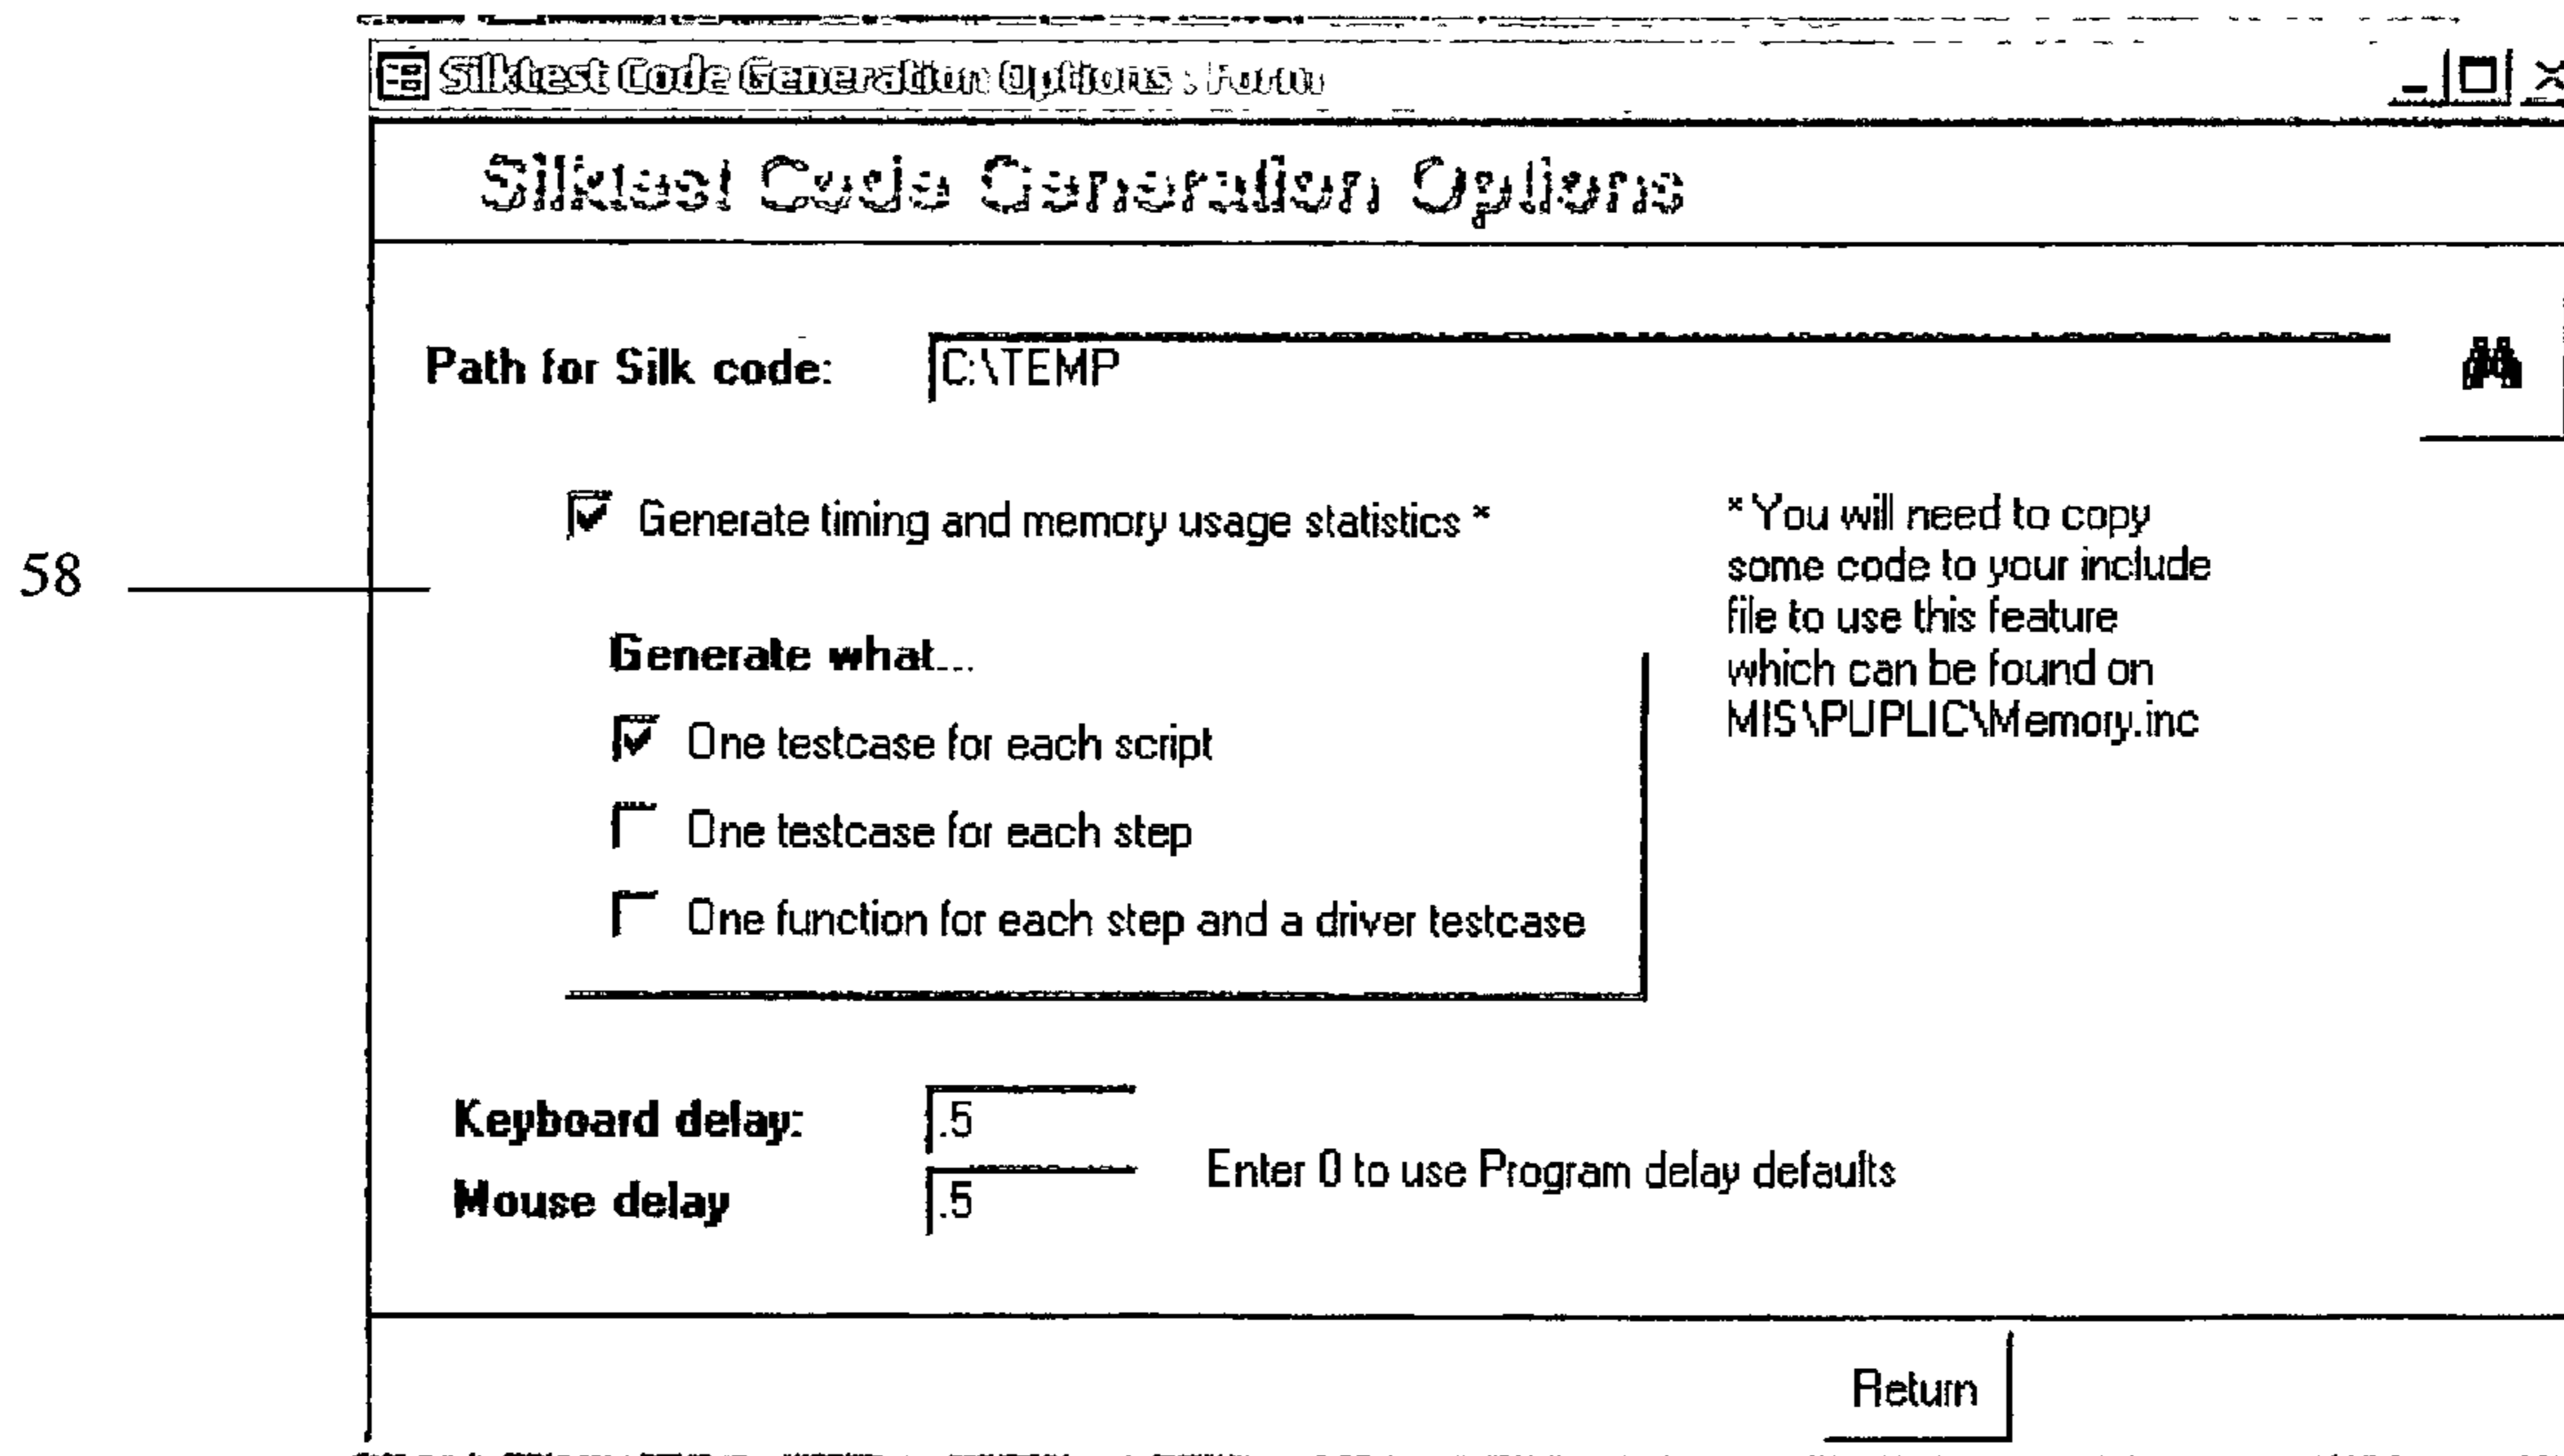 Silktest Code Generation Options : Form
Silktest Code Generation Options
Path for Silk code: C:\TEMP
Generate timing and memory usage statistics *
* You will need to copy
some code to your include
file to use this feature
which can be found on
MIS\PUPLIC\Memory.inc
58
Generate what...
One testcase for each script
One testcase for each step
One function for each step and a driver testcase
Keyboard delay: .5
Mouse delay .5
Enter 0 to use Program delay defaults
Return